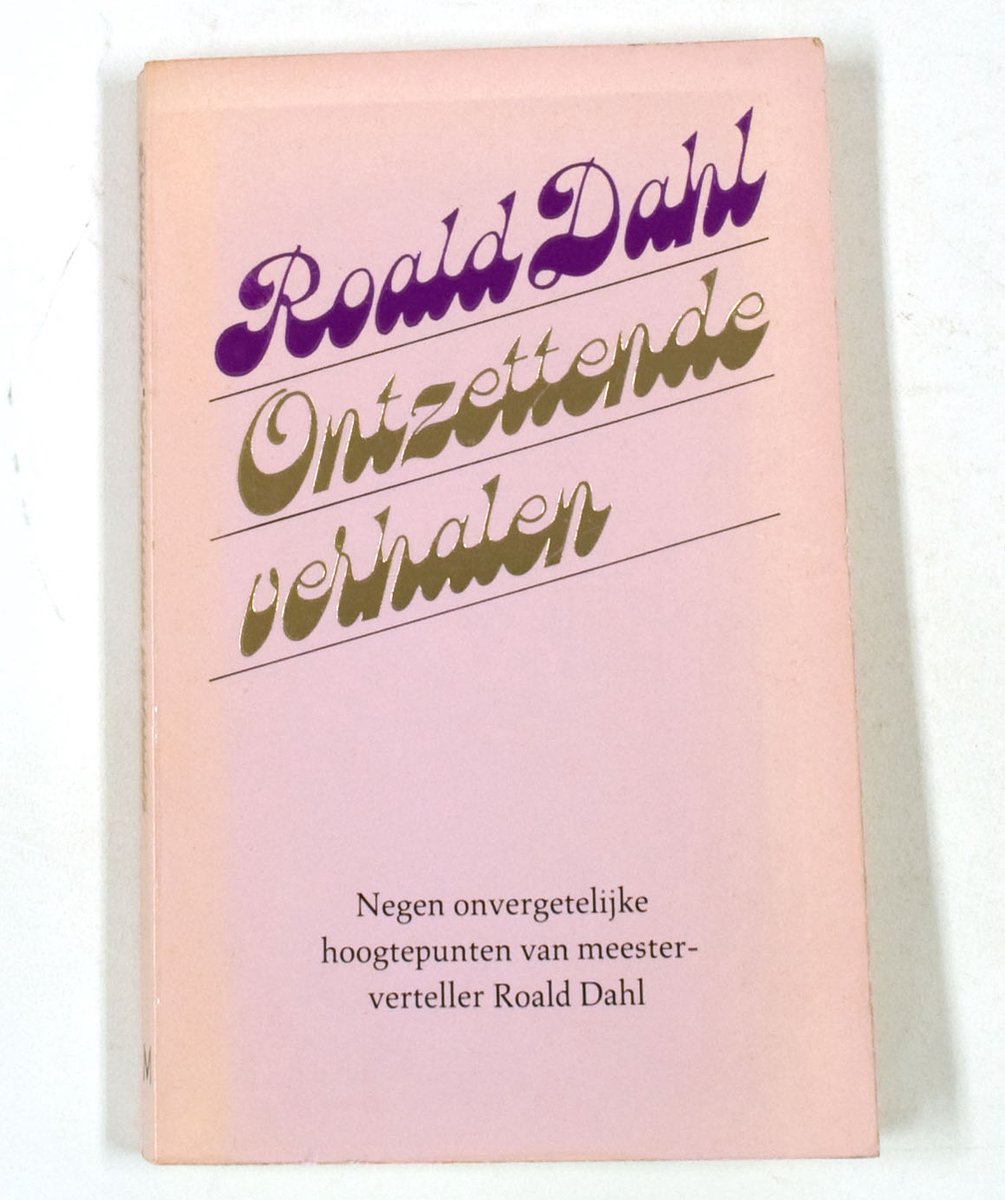 Roald Dahl
Ontzettende
verhalen
Negen onvergetelijke
hoogtepunten van meester-
verteller Roald Dahl
M